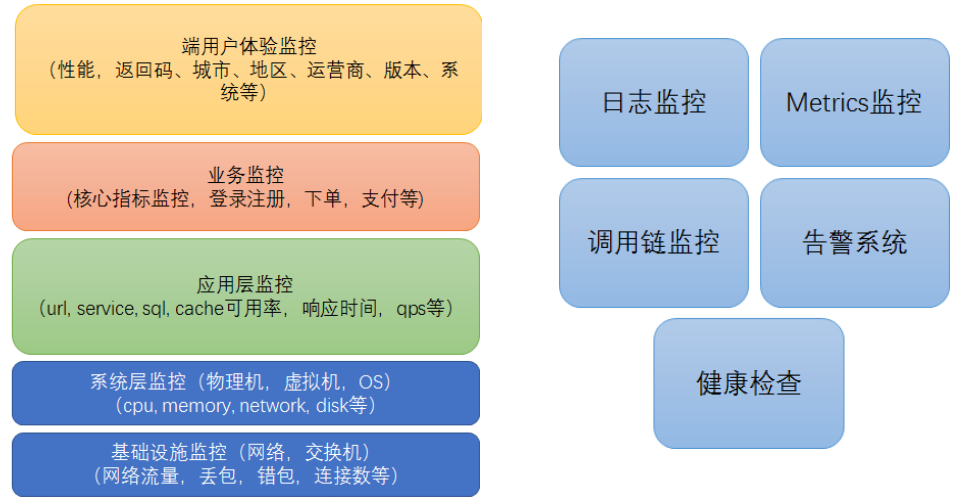 端用户体验监控
（性能，返回码、城市、地区、运营商、版本、系
统等）
业务监控
(核心指标监控，登录注册，下单，支付等)
应用层监控
（url, service, sql, cache可用率，响应时间，qps等）
系统层监控（物理机，虚拟机，OS）
（cpu, memory, network, disk等）
基础设施监控（网络，交换机）
（网络流量，丢包，错包，连接数等）
日志监控
Metrics监控
调用链监控
告警系统
健康检查